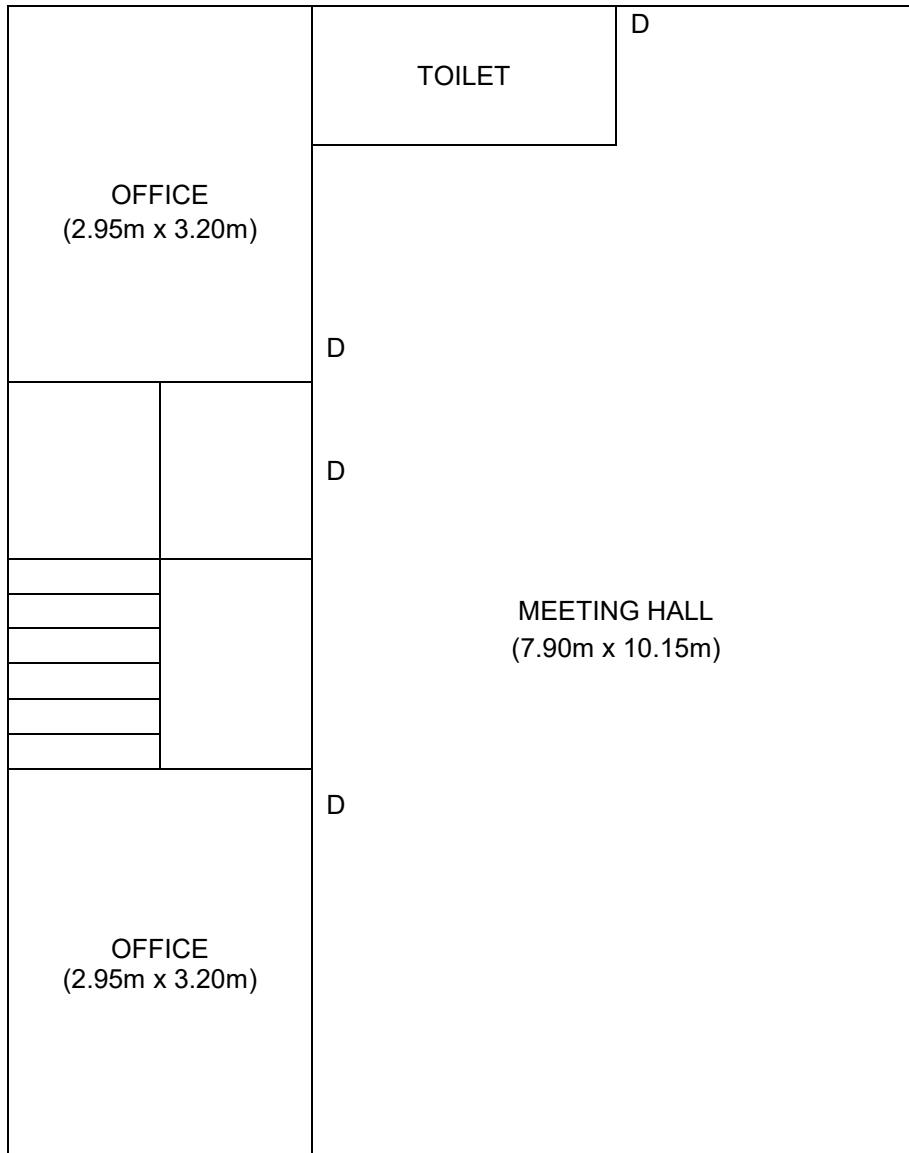 D
TOILET
OFFICE
(2.95m x 3.20m)
D
D
MEETING HALL
(7.90m x 10.15m)
D
OFFICE
(2.95m x 3.20m)